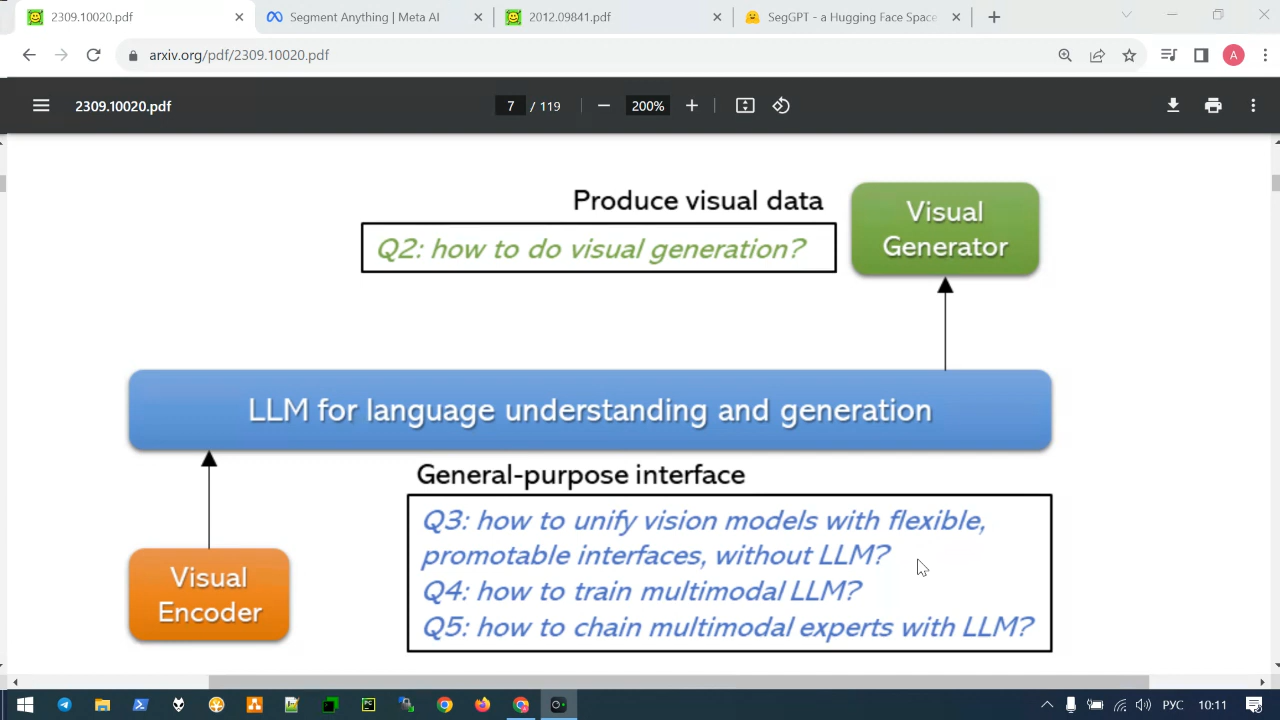 2309.10020.pdf
Segment Anything | Meta AI
2012.09841.pdf
SegGPT - a Hugging Face Space
arxiv.org/pdf/2309.10020.pdf
A
2309.10020.pdf
7 / 119
200%
Produce visual data
Q2: how to do visual generation?
Visual
Generator
LLM for language understanding and generation
General-purpose interface
Q3: how to unify vision models with flexible,
promotable interfaces, without LLM?
Q4: how to train multimodal LLM?
Q5: how to chain multimodal experts with LLM?
Visual
Encoder
PC
РУС
10:11